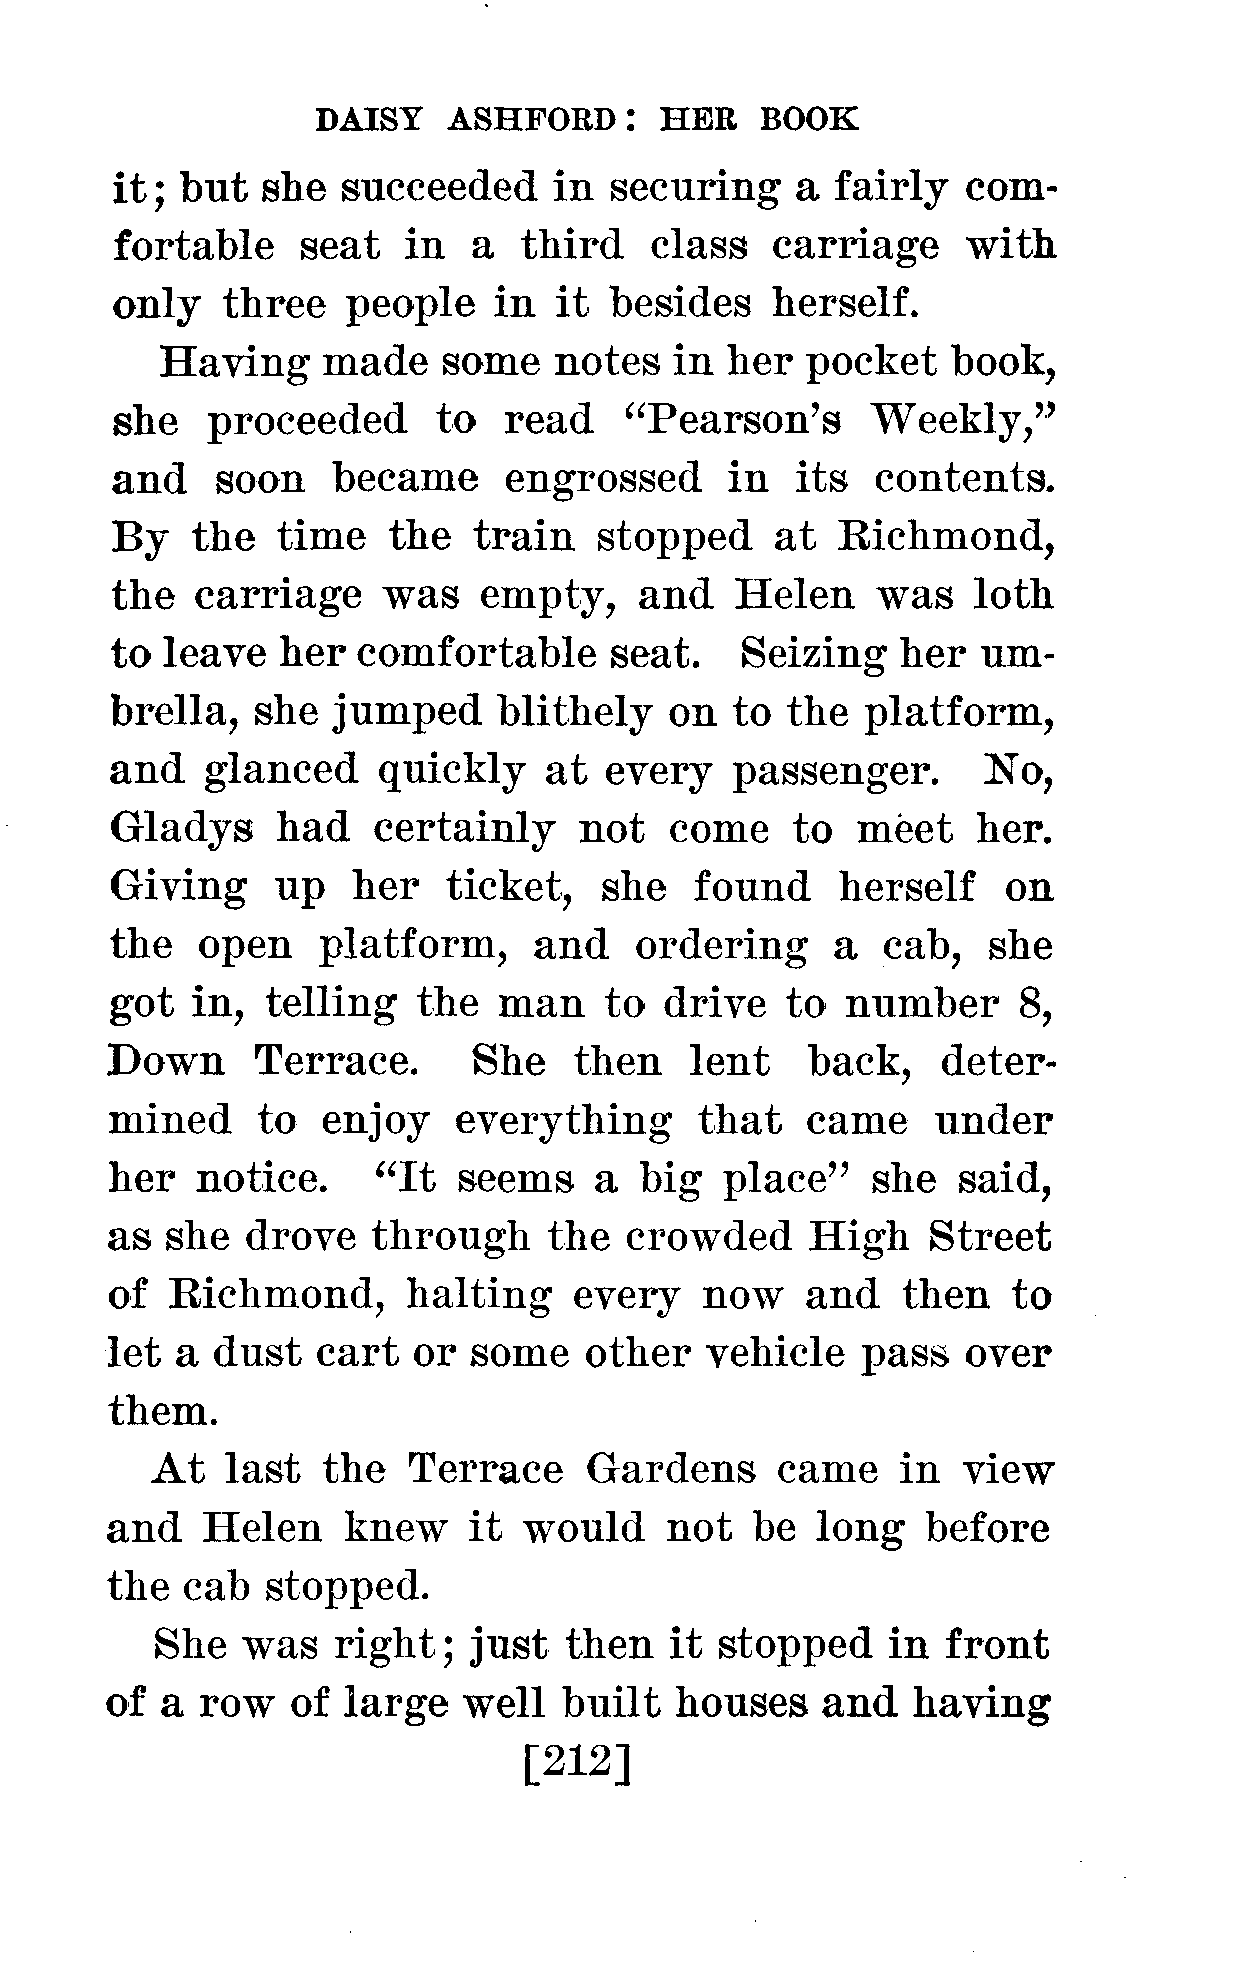 DAISY ASHFORD: HER BOOK
it; but she succeeded in securing a fairly com-
fortable seat in a third class carriage with
only three people in it besides herself.
Having made some notes in her pocket book,
she proceeded to read “Pearson’s Weekly,”
and soon became engrossed in its contents.
By the time the train stopped at Richmond,
the carriage was empty, and Helen was loth
to leave her comfortable seat. Seizing her um-
brella, she jumped blithely on to the platform,
and glanced quickly at every passenger. No,
Gladys had certainly not come to meet her.
Giving up her ticket, she found herself on
the open platform, and ordering a cab, she
got in, telling the man to drive to number 8,
Down Terrace. She then lent back, deter-
mined to enjoy everything that came under
her notice. “It seems a big place” she said,
as she drove through the crowded High Street
of Richmond, halting every now and then to
let a dust cart or some other vehicle pass over
them.
At last the Terrace Gardens came in view
and Helen knew it would not be long before
the cab stopped.
She was right; just then it stopped in front
of a row of large well built houses and having
[212]